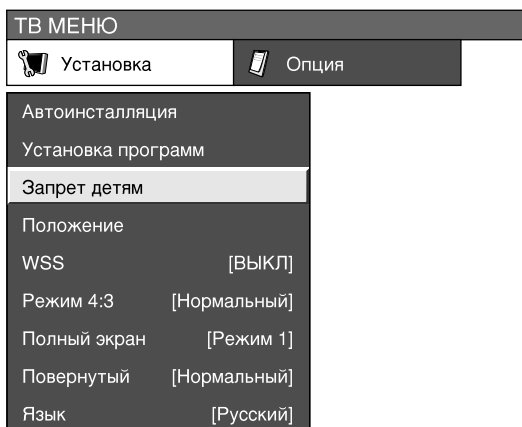 ТВ МЕНЮ
Установка Опция
Автоинсталляция
Установка программ
Запрет детям
Положение
WSS [ВЫКЛ]
Режим 4:3 [Нормальный]
Полный экран [Режим 1]
Повернутый [Нормальный]
Язык [Русский]